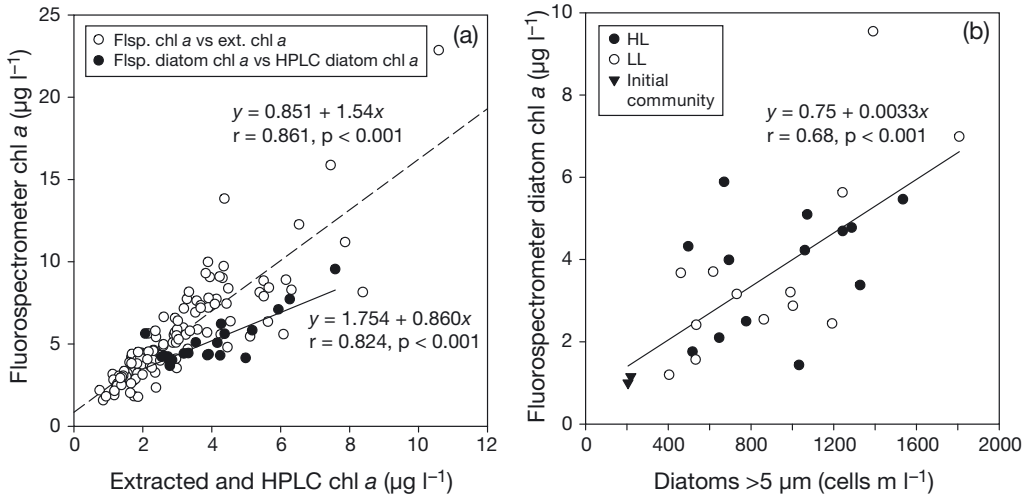 (a)
Flsp. chl a vs ext. chl a
Flsp. diatom chl a vs HPLC diatom chl a
y = 0.851 + 1.54x
r = 0.861, p < 0.001
y = 1.754 + 0.860x
r = 0.824, p < 0.001
Fluorospectrometer chl a (µg l–1)
25
20
15
10
5
0
0 2 4 6 8 10 12
Extracted and HPLC chl a (µg l–1)
(b)
HL
LL
Initial
community
y = 0.75 + 0.0033x
r = 0.68, p < 0.001
Fluorospectrometer diatom chl a (µg l–1)
10
8
6
4
2
0
0 400 800 1200 1600 2000
Diatoms >5 µm (cells m l–1)